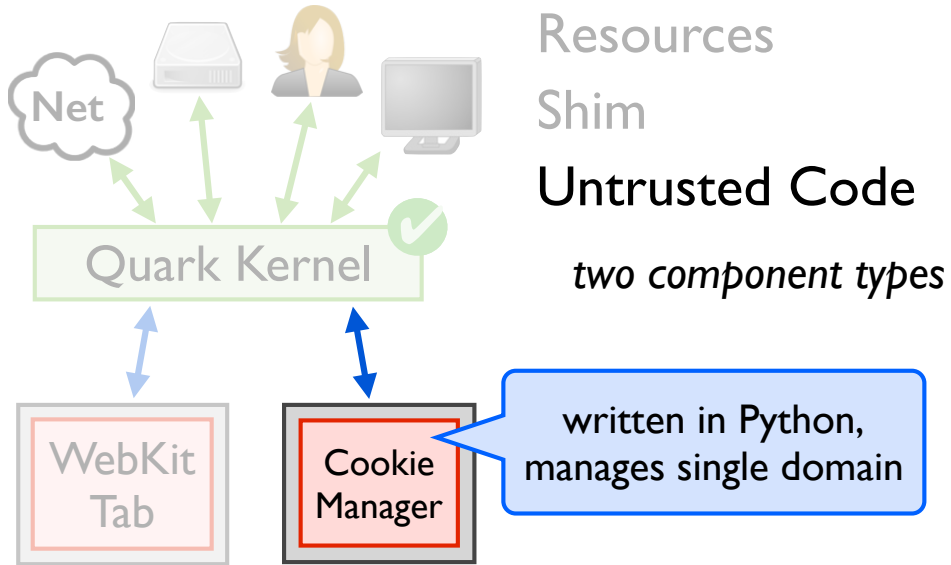 Resources
Net
Shim
Untrusted Code
Quark Kernel
two component types
WebKit
Tab
Cookie
Manager
written in Python,
manages single domain